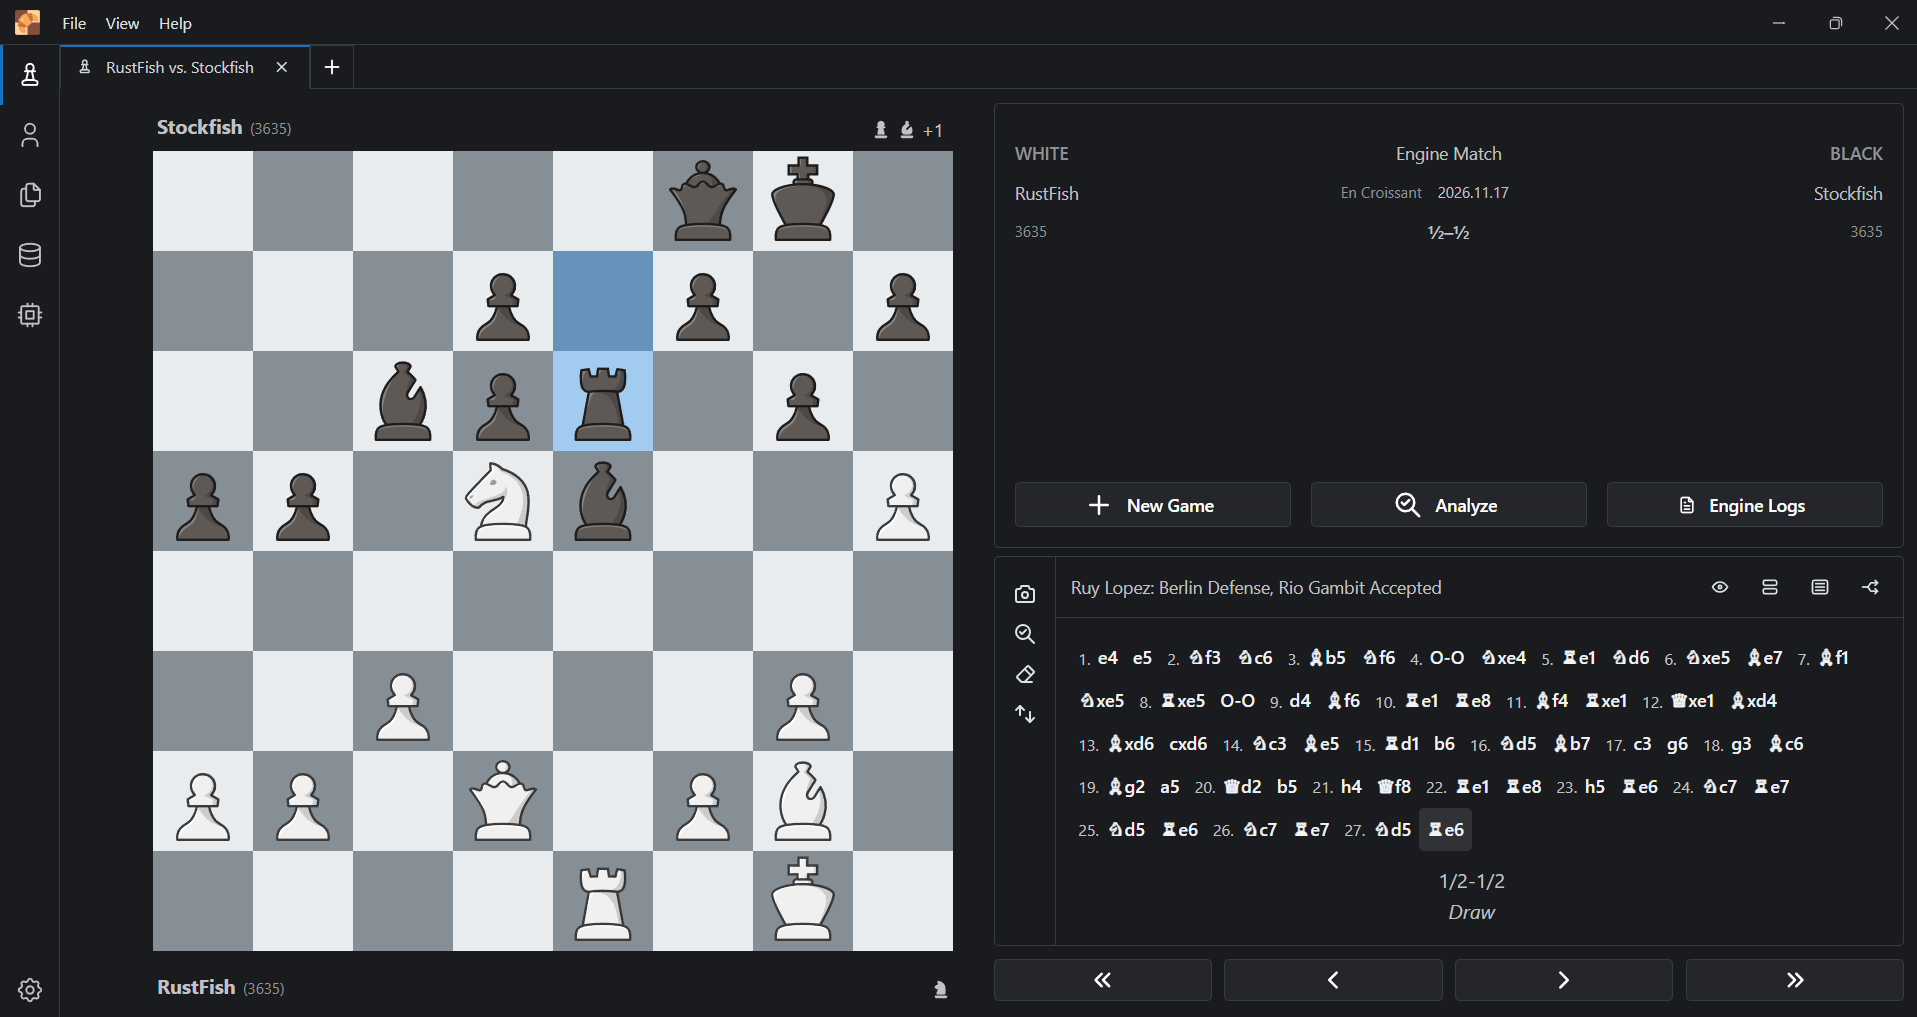 File View Help
RustFish vs. Stockfish
Stockfish (3635)
+1
WHITE Engine Match BLACK
RustFish En Croissant 2026.11.17 Stockfish
3635 ½–½ 3635
New Game Analyze Engine Logs
Ruy Lopez: Berlin Defense, Rio Gambit Accepted
1. e4 e5 2. ♘f3 ♘c6 3. ♗b5 ♘f6 4. O-O ♘xe4 5. ♖e1 ♘d6 6. ♘xe5 ♗e7 7. ♗f1
♘xe5 8. ♖xe5 O-O 9. d4 ♗f6 10. ♖e1 ♖e8 11. ♗f4 ♖xe1 12. ♕xe1 ♗xd4
13. ♗xd6 cxd6 14. ♘c3 ♗e5 15. ♖d1 b6 16. ♘d5 ♗b7 17. c3 g6 18. g3 ♗c6
19. ♗g2 a5 20. ♕d2 b5 21. h4 ♕f8 22. ♖e1 ♖e8 23. h5 ♖e6 24. ♘c7 ♖e7
25. ♘d5 ♖e6 26. ♘c7 ♖e7 27. ♘d5 ♖e6
1/2-1/2
Draw
RustFish (3635)